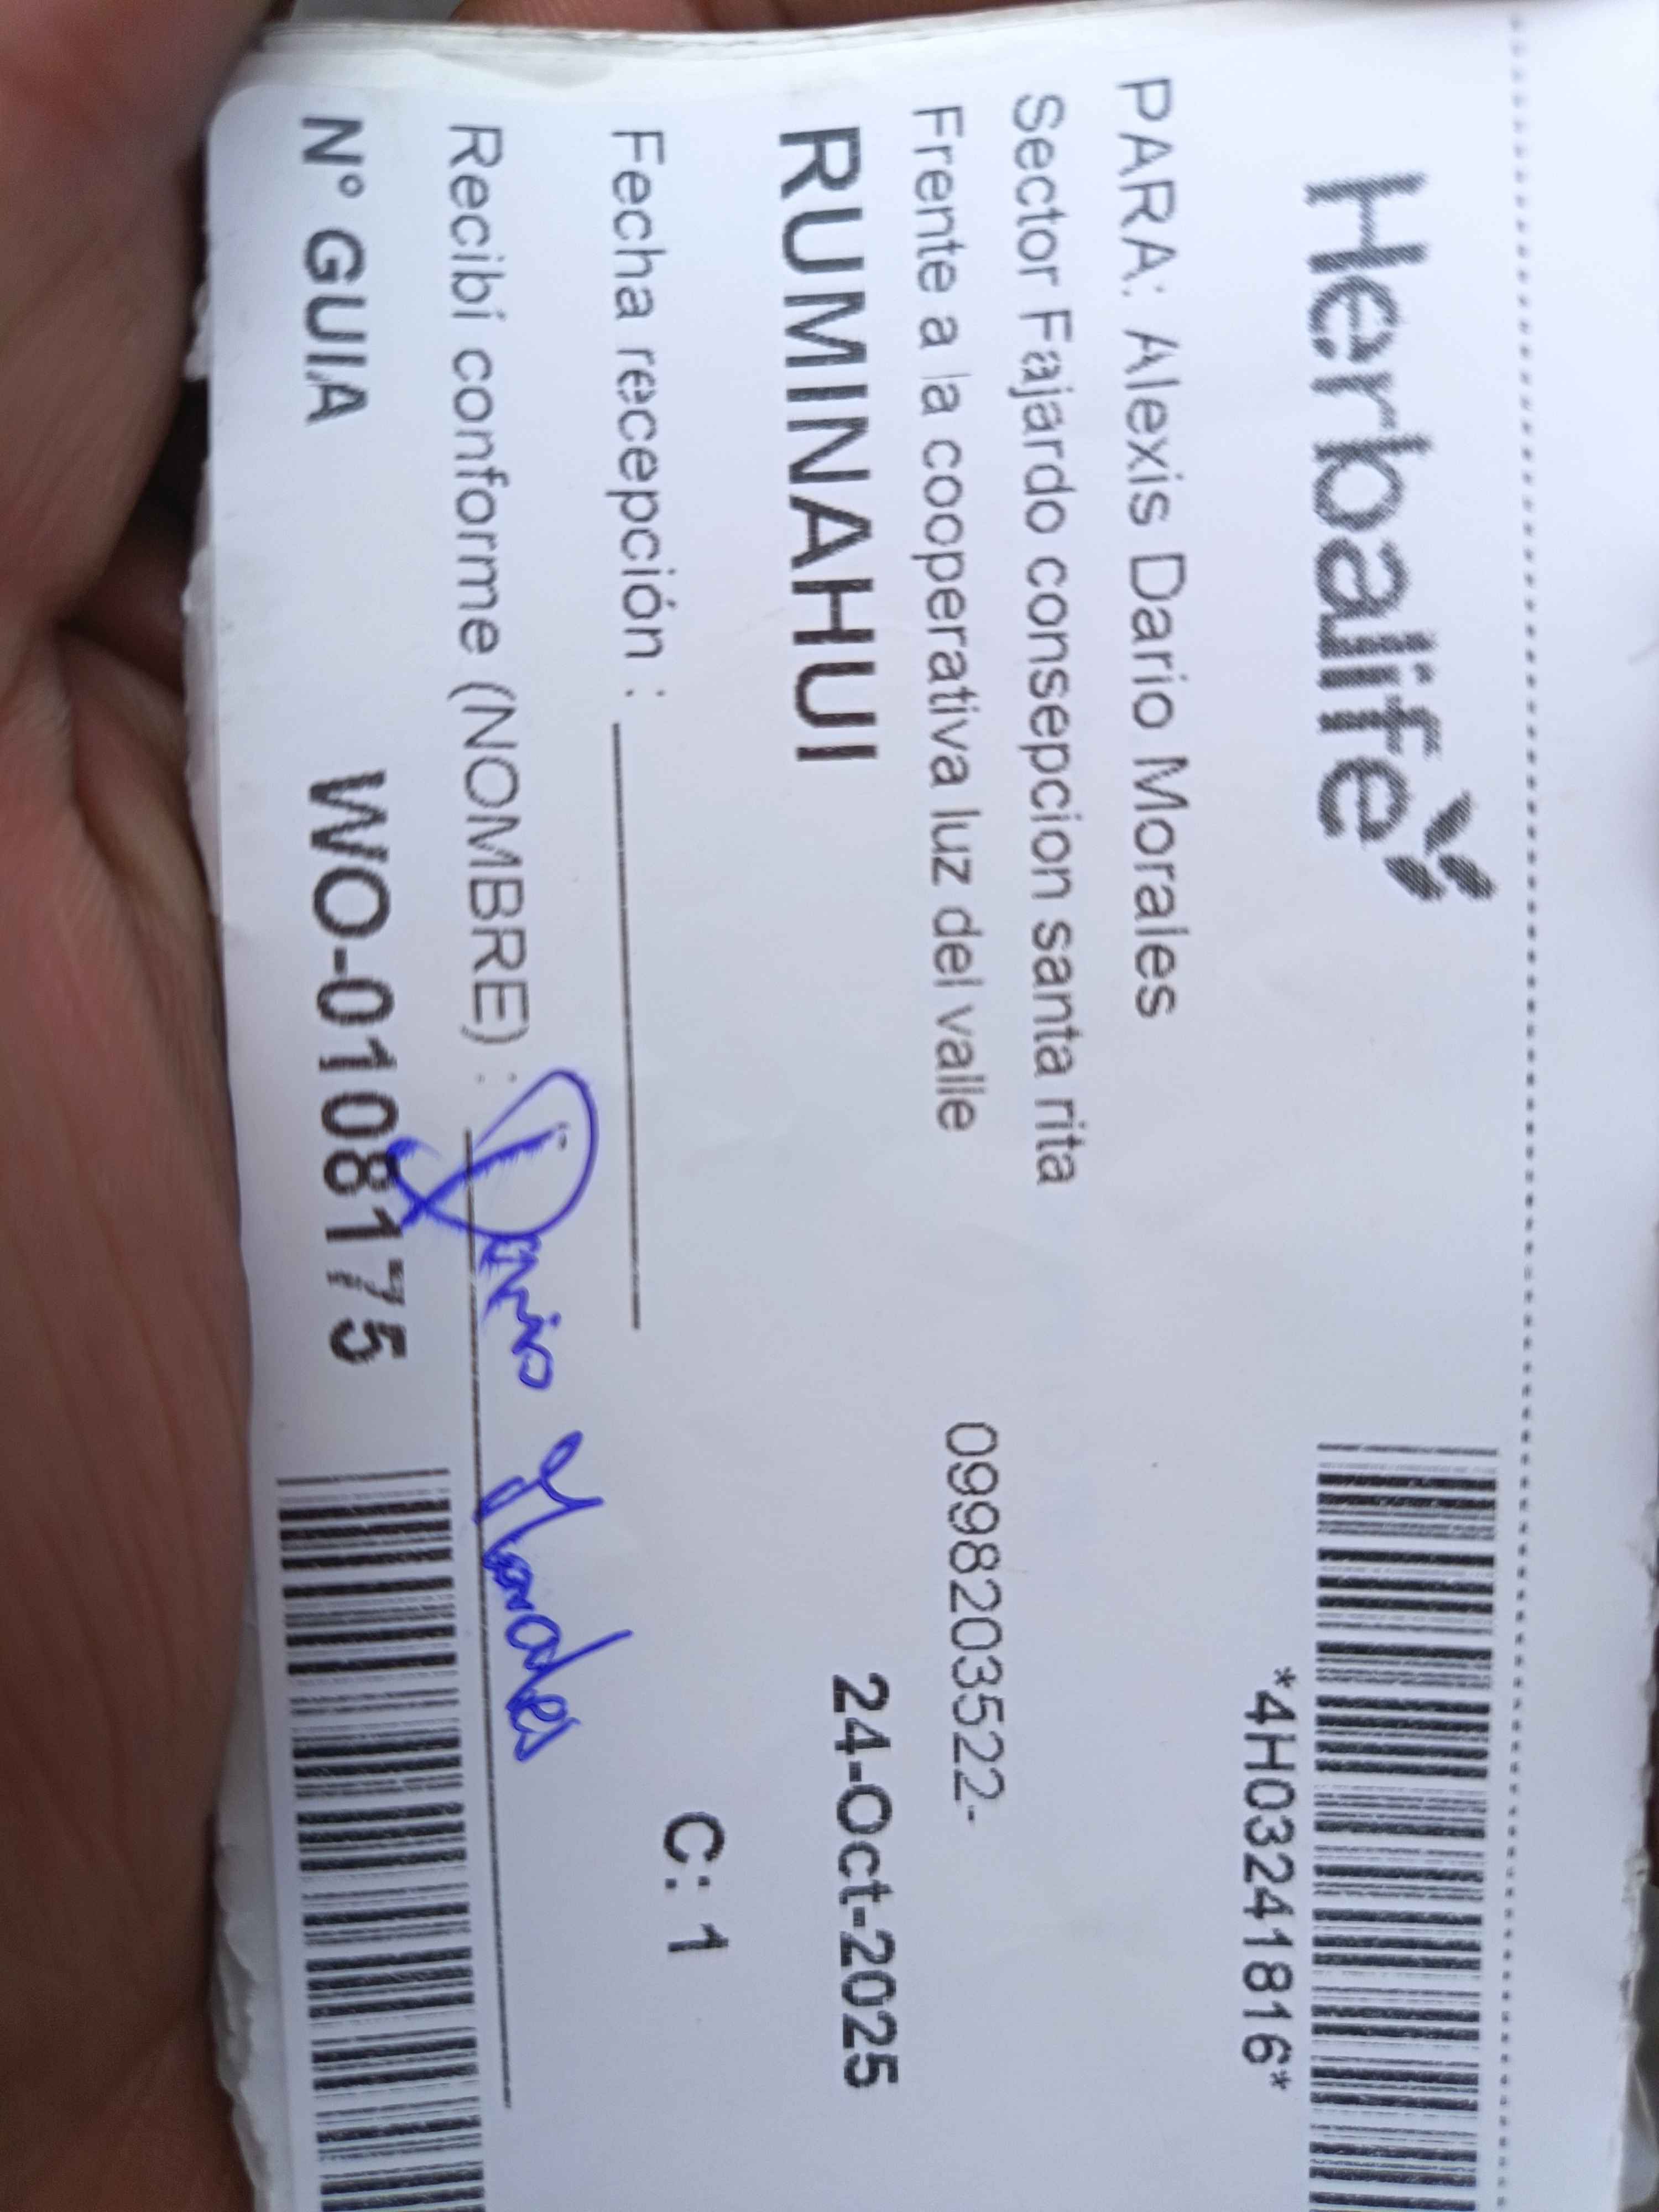 Herbalife
*4H03241816*
PARA: Alexis Dario Morales
Sector Fajardo consepcion santa rita
Frente a la cooperativa luz del valle 0998203522-
RUMINAHUI 24-Oct-2025
Fecha recepción : C: 1
Recibí conforme (NOMBRE) : Dario Morales
N° GUIA WO-0108175